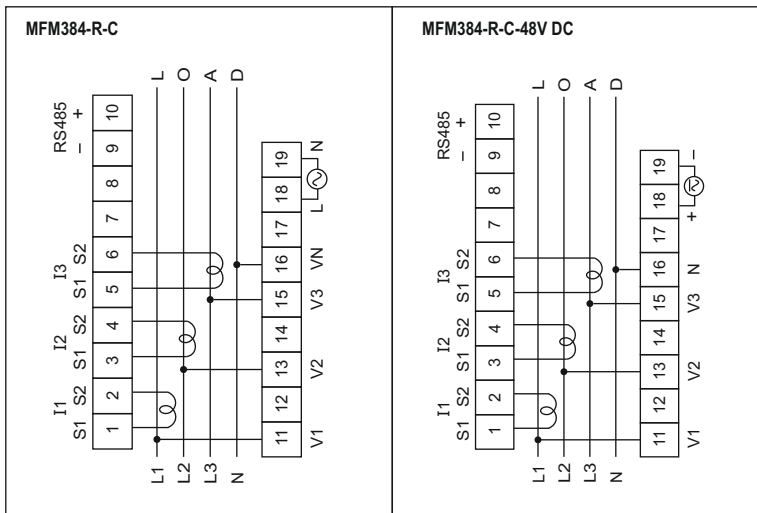 MFM384-R-C
L O A D
RS485
+ −
10 9 8 7 6 5 4 3 2 1
S2 S1 S2 S1 S2 S1
I3 I2 I1
19 18 17 16 15 14 13 12 11
N L VN V3 V2 V1
L1 L2 L3 N
MFM384-R-C-48V DC
L O A D
RS485
+ −
10 9 8 7 6 5 4 3 2 1
S2 S1 S2 S1 S2 S1
I3 I2 I1
19 18 17 16 15 14 13 12 11
− + N V3 V2 V1
L1 L2 L3 N